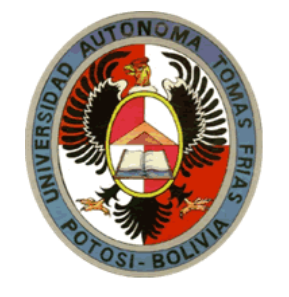 UNIVERSIDAD AUTONOMA TOMAS FRIAS
POTOSI - BOLIVIA